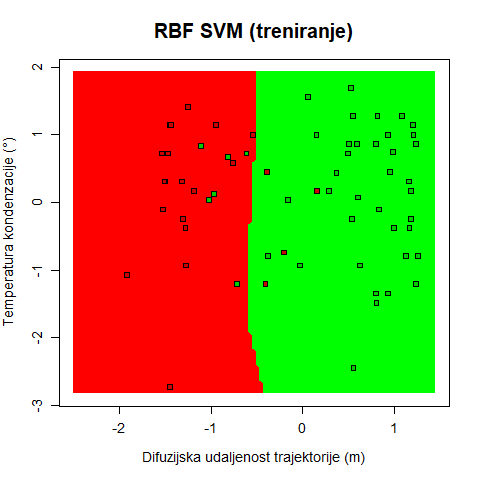 RBF SVM (treniranje)
Temperatura kondenzacije (°)
2
1
0
-1
-2
-3
-2 -1 0 1
Difuzijska udaljenost trajektorije (m)